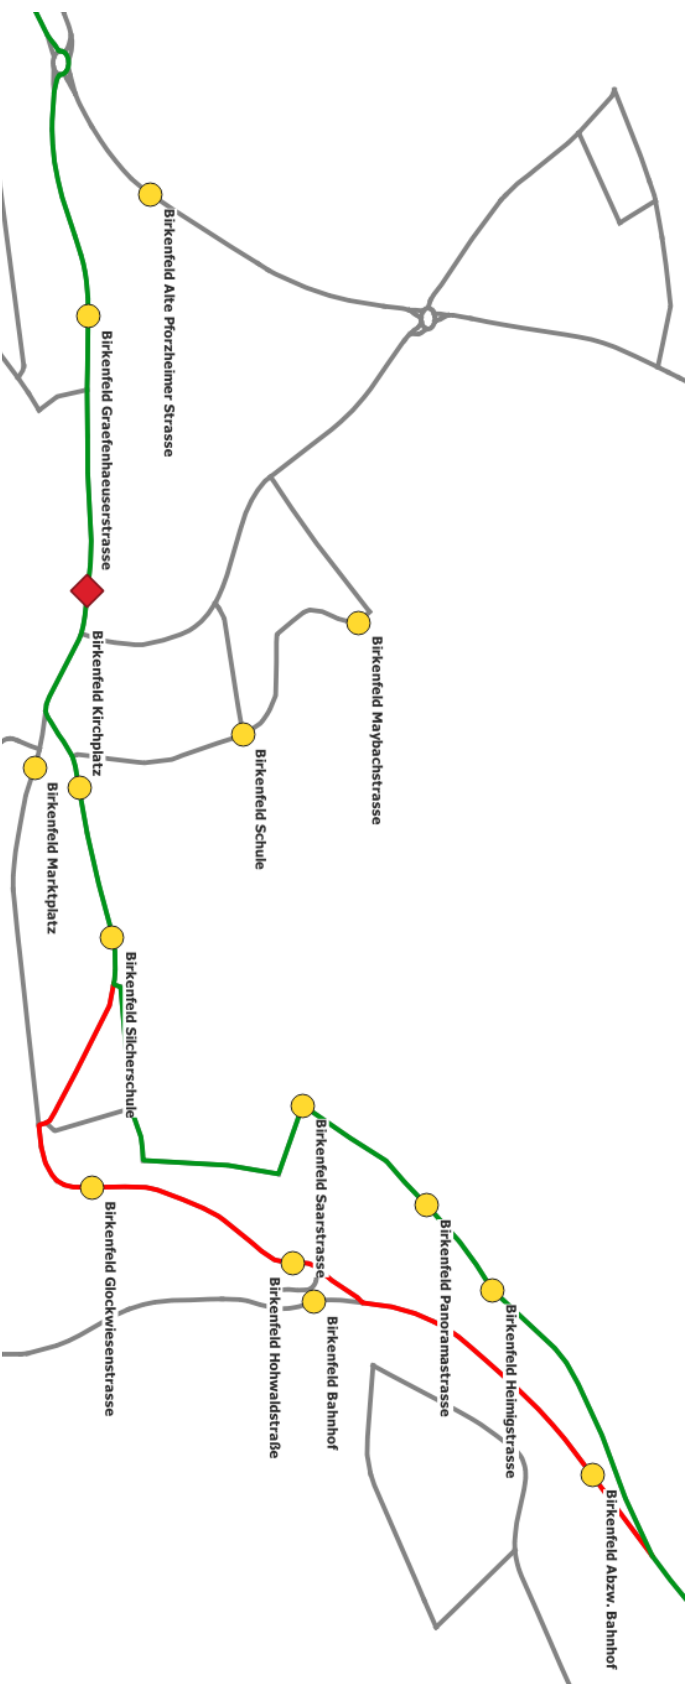 Birkenfeld Alte Pforzheimer Strasse
Birkenfeld Graefenhaeuserstrasse
Birkenfeld Maybachstrasse
Birkenfeld Kirchplatz
Birkenfeld Schule
Birkenfeld Marktplatz
Birkenfeld Silcherschule
Birkenfeld Saarstrasse
Birkenfeld Glockwiesenstrasse
Birkenfeld Panoramastrasse
Birkenfeld Hohwaldstraße
Birkenfeld Bahnhof
Birkenfeld Heimigstrasse
Birkenfeld Abzw. Bahnhof